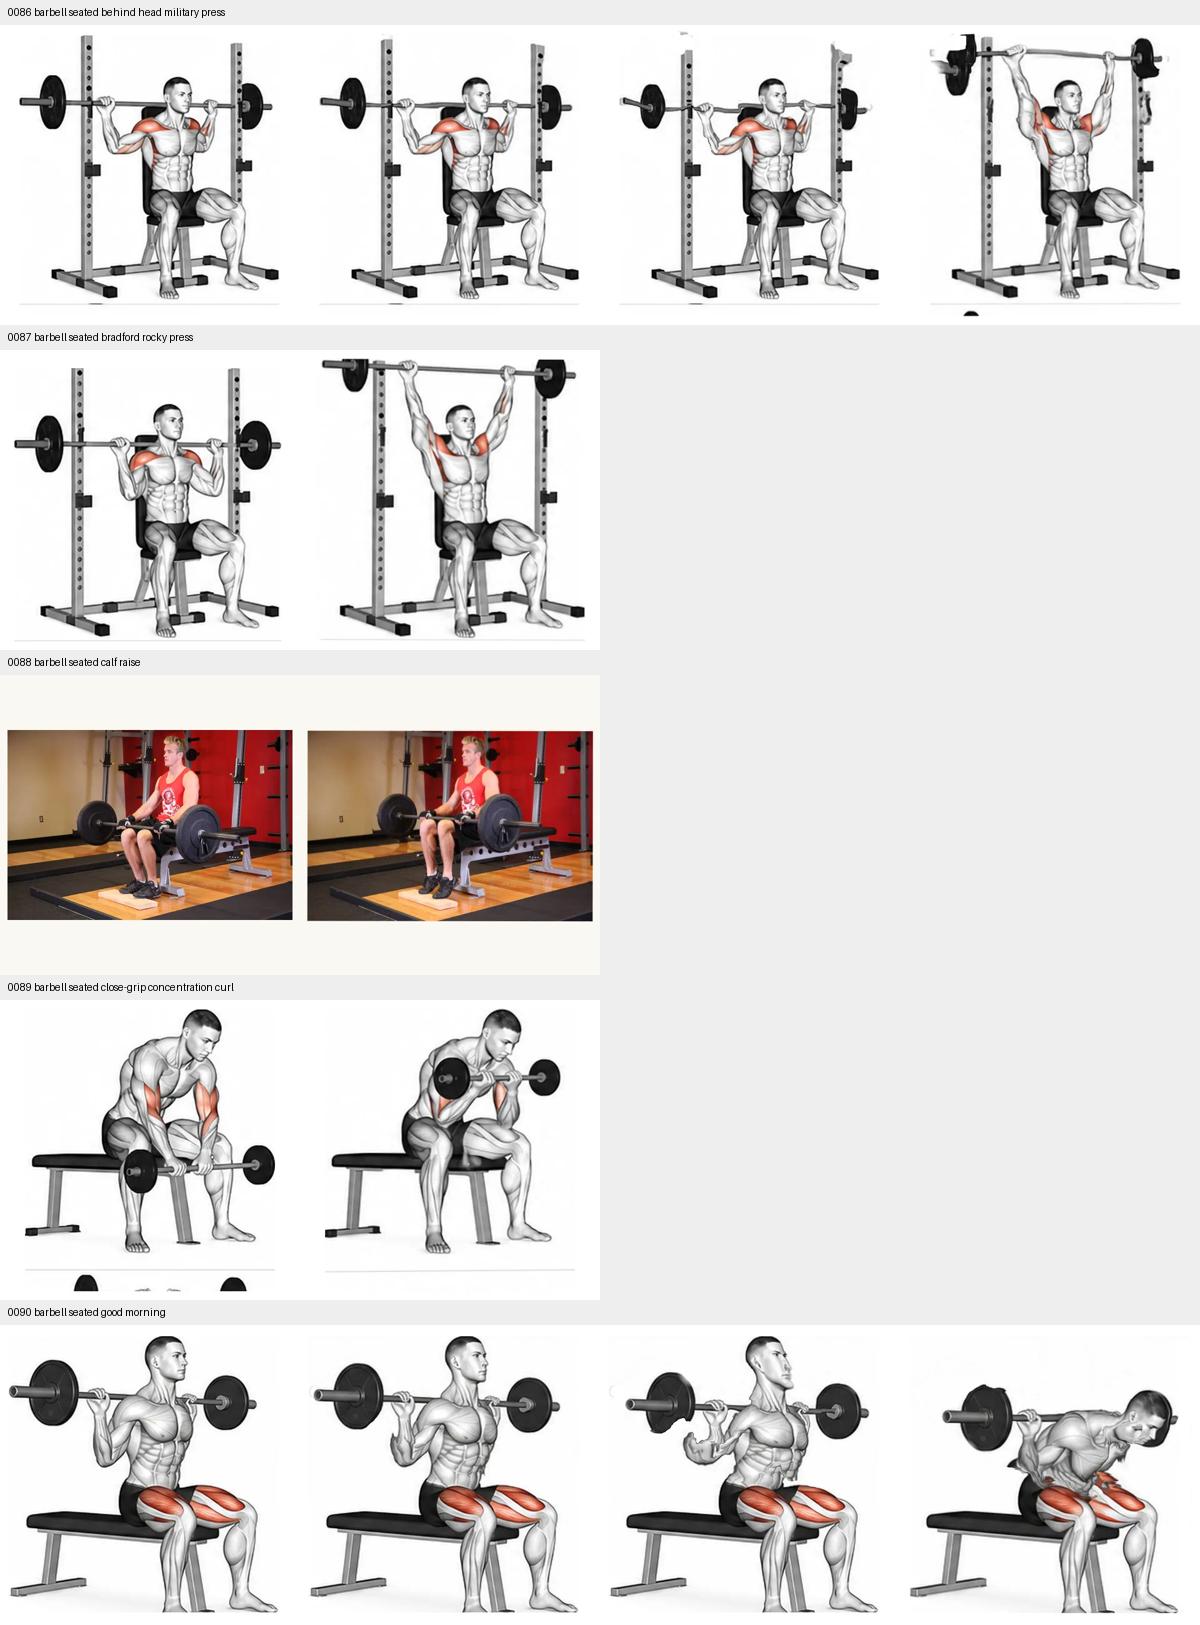 0086 barbell seated behind head military press
0087 barbell seated bradford rocky press
0088 barbell seated calf raise
0089 barbell seated close-grip concentration curl
0090 barbell seated good morning